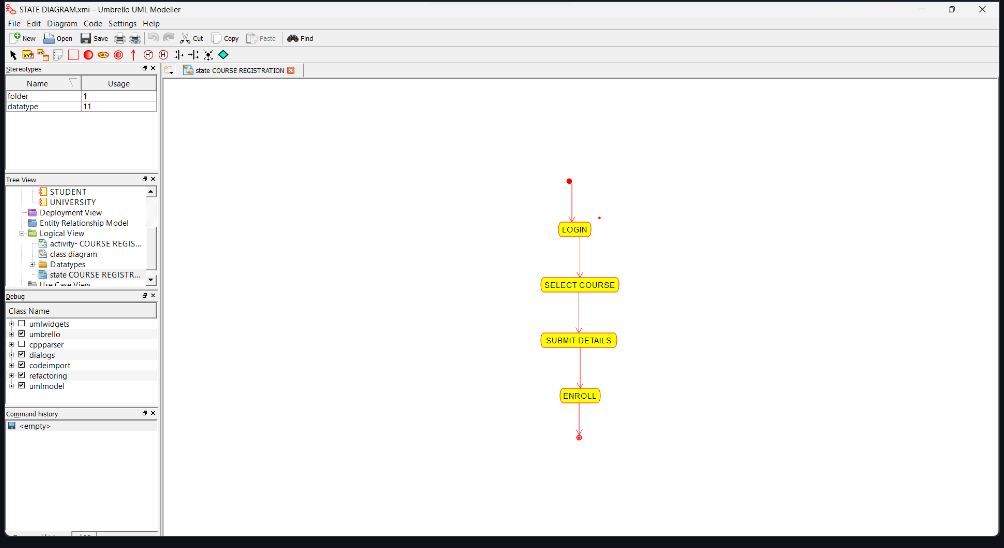 STATE DIAGRAM.xmi – Umbrello UML Modeller
File Edit Diagram Code Settings Help
New Open Save Cut Copy Paste Find
Stereotypes
state COURSE REGISTRATION
Name Usage
folder 1
datatype 11
Tree View
STUDENT
UNIVERSITY
Deployment View
Entity Relationship Model
Logical View
activity- COURSE REGIS...
class diagram
Datatypes
state COURSE REGISTR...
Use Case View
Debug
Class Name
umlwidgets
umbrello
cppparser
dialogs
codeimport
refactoring
umlmodel
Command history
<empty>
LOGIN
SELECT COURSE
SUBMIT DETAILS
ENROLL